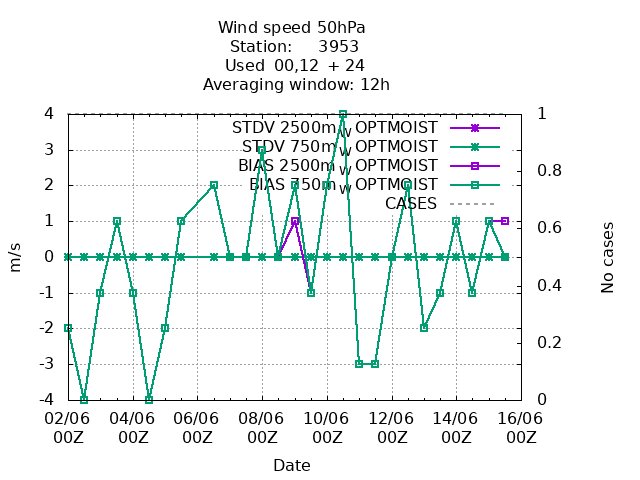 Wind speed 50hPa
Station: 3953
Used 00,12 + 24
Averaging window: 12h
4 1
STDV 2500m_W OPTMOIST
3 STDV 750m_W OPTMOIST
BIAS 2500m_W OPTMOIST
0.8
2 BIAS 750m_W OPTMOIST
CASES
1 0.6
m/s 0 No cases
-1 0.4
-2 0.2
-3
-4 0
02/06 04/06 06/06 08/06 10/06 12/06 14/06 16/06
00Z 00Z 00Z 00Z 00Z 00Z 00Z 00Z
Date